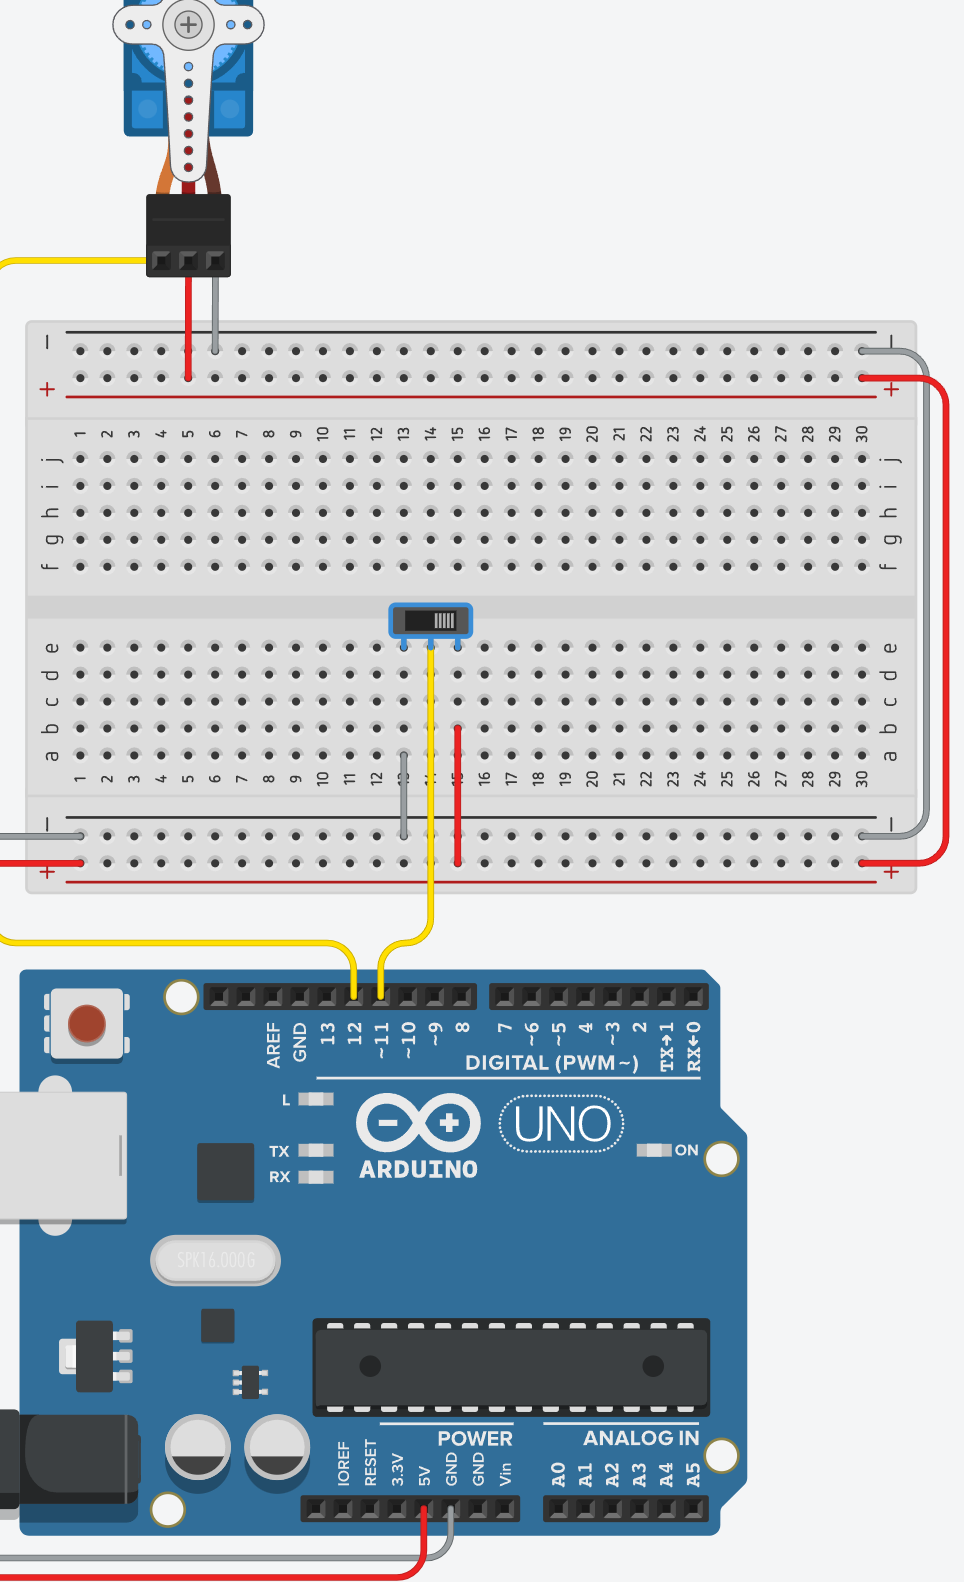 − −
+ +
1 2 3 4 5 6 7 8 9 10 11 12 13 14 15 16 17 18 19 20 21 22 23 24 25 26 27 28 29 30
j j
i i
h h
g g
f f
e e
d d
c c
b b
a a
1 2 3 4 5 6 7 8 9 10 11 12 13 14 15 16 17 18 19 20 21 22 23 24 25 26 27 28 29 30
− −
+ +
AREF GND 13 12 ~11 ~10 ~9 8 7 ~6 ~5 4 ~3 2 TX→1 RX←0
DIGITAL (PWM~)
L
UNO
TX
ON
RX
ARDUINO
SPK16.000G
POWER
ANALOG IN
IOREF RESET 3.3V 5V GND GND Vin A0 A1 A2 A3 A4 A5